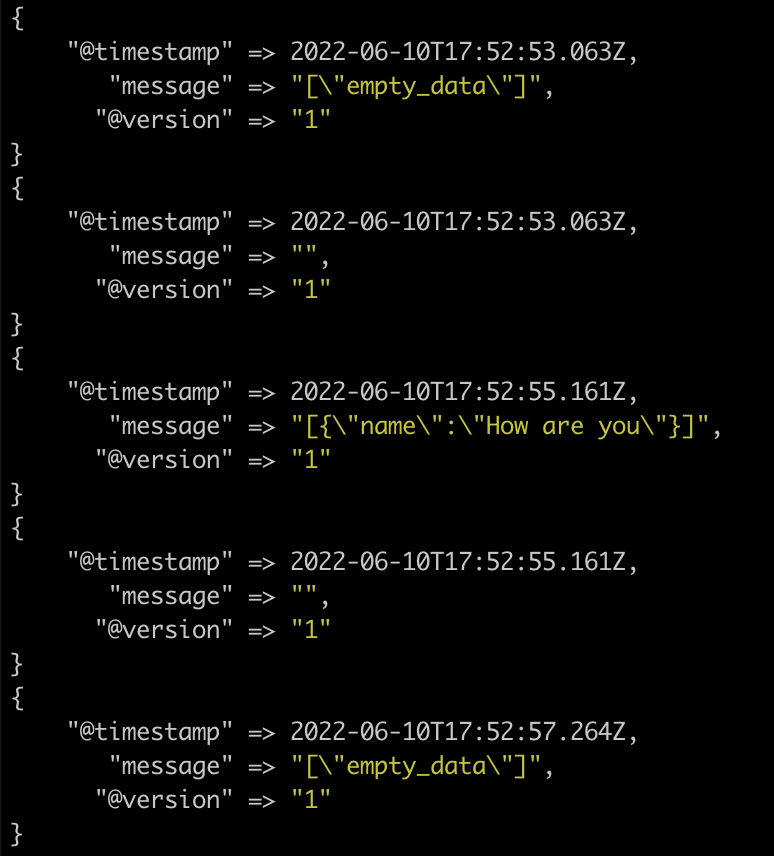 {
    "@timestamp" => 2022-06-10T17:52:53.063Z,
       "message" => "[\"empty_data\"]",
      "@version" => "1"
}
{
    "@timestamp" => 2022-06-10T17:52:53.063Z,
       "message" => "",
      "@version" => "1"
}
{
    "@timestamp" => 2022-06-10T17:52:55.161Z,
       "message" => "[{\"name\":\"How are you\"}]",
      "@version" => "1"
}
{
    "@timestamp" => 2022-06-10T17:52:55.161Z,
       "message" => "",
      "@version" => "1"
}
{
    "@timestamp" => 2022-06-10T17:52:57.264Z,
       "message" => "[\"empty_data\"]",
      "@version" => "1"
}